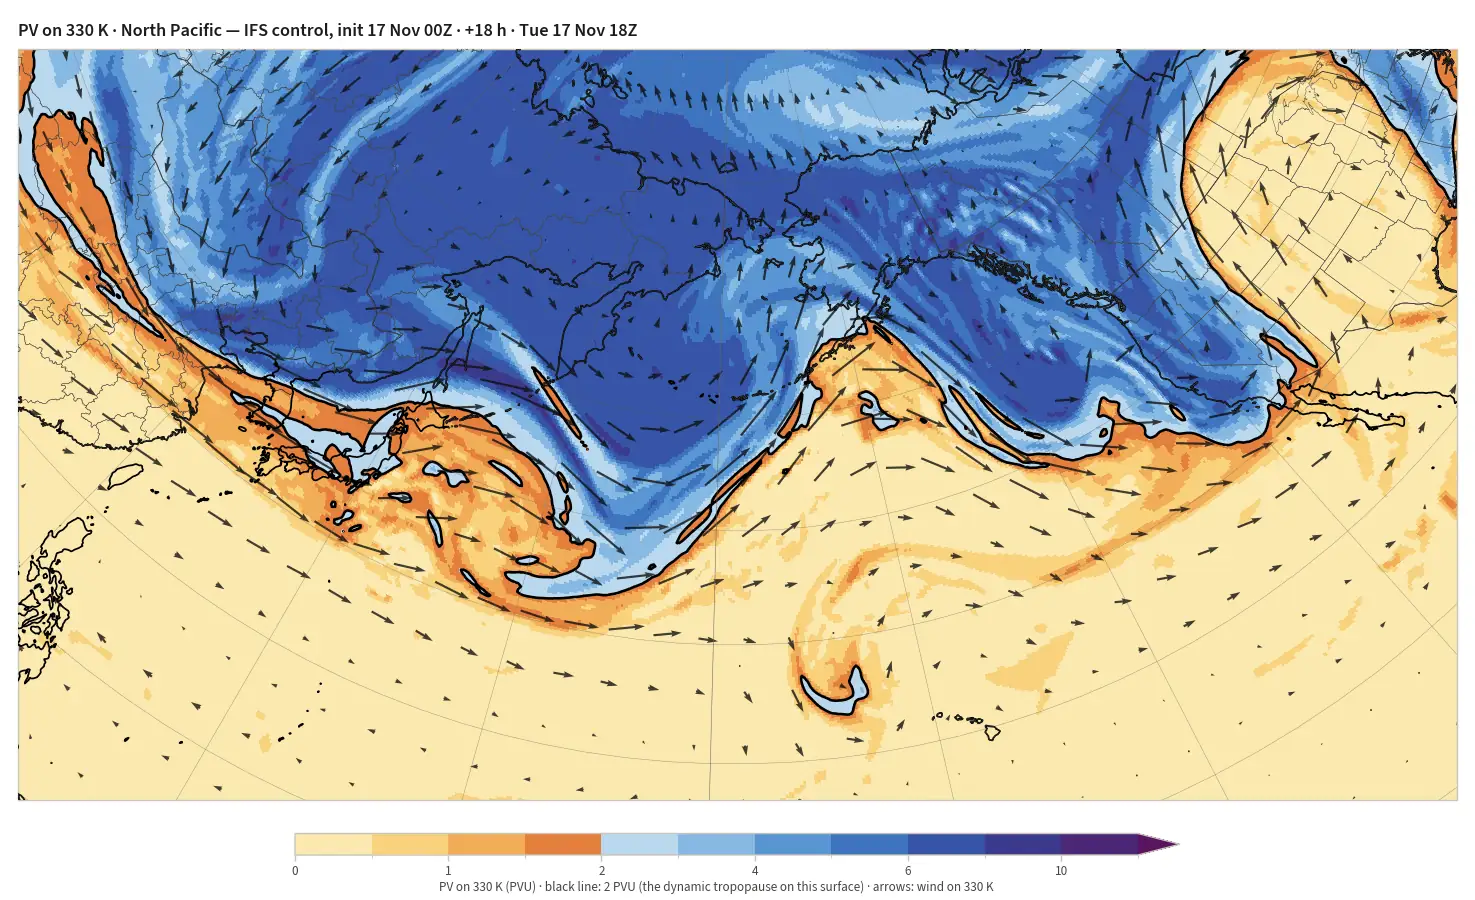 PV on 330 K · North Pacific — IFS control, init 17 Nov 00Z · +18 h · Tue 17 Nov 18Z
0 1 2 4 6 10
PV on 330 K (PVU) · black line: 2 PVU (the dynamic tropopause on this surface) · arrows: wind on 330 K